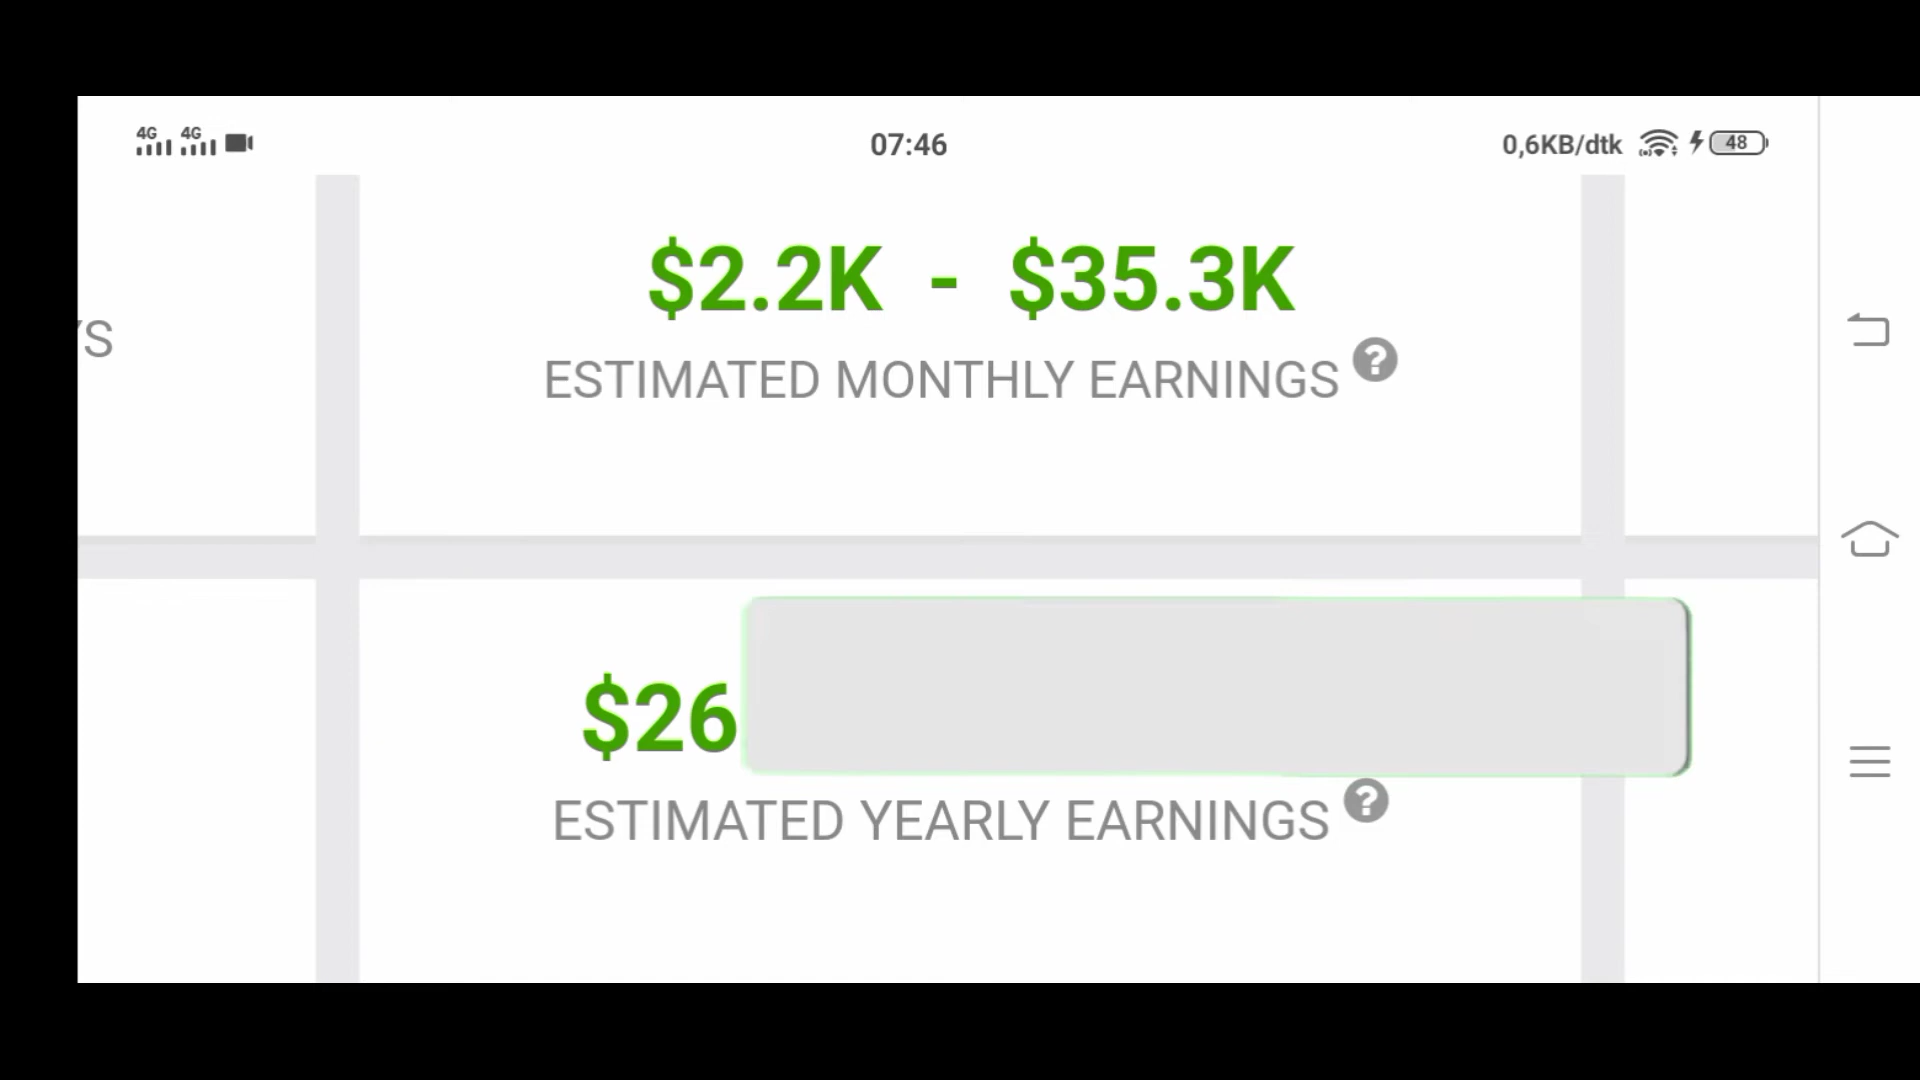 4G 4G 07:46 0,6KB/dtk 48
$2.2K - $35.3K
'S
ESTIMATED MONTHLY EARNINGS ?
$26
ESTIMATED YEARLY EARNINGS ?